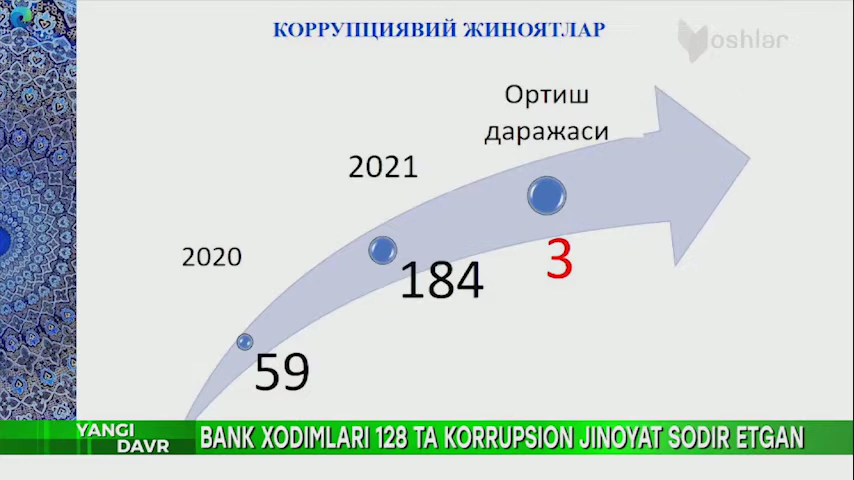 КОРРУПЦИЯВИЙ ЖИНОЯТЛАР
Yoshlar
Ортиш
даражаси
2021
3
2020
184
59
YANGI
DAVR
BANK XODIMLARI 128 TA KORRUPSION JINOYAT SODIR ETGAN